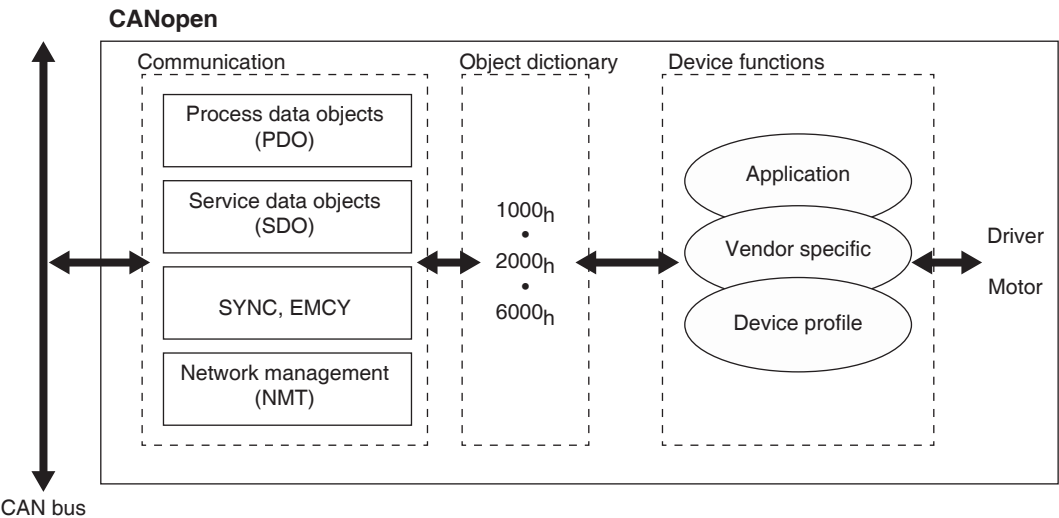 CANopen
Communication
Process data objects
(PDO)
Service data objects
(SDO)
SYNC, EMCY
Network management
(NMT)
Object dictionary
1000h
•
2000h
•
6000h
Device functions
Application
Vendor specific
Device profile
Driver
Motor
CAN bus